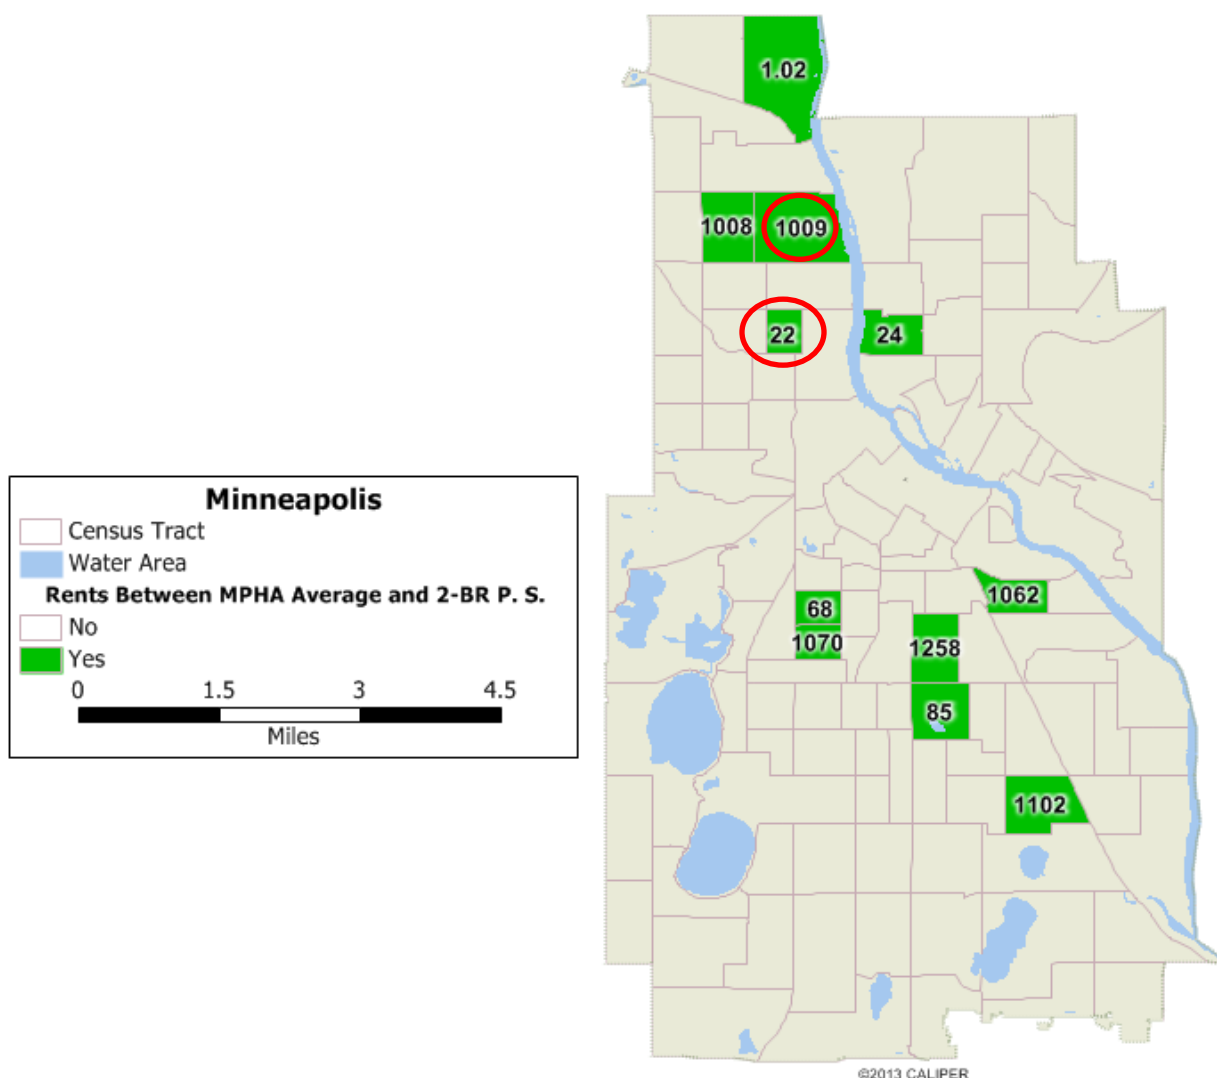 1.02
1008
1009
22
24
Minneapolis
Census Tract
Water Area
Rents Between MPHA Average and 2-BR P. S.
No
Yes
0 1.5 3 4.5
Miles
1062
68
1070
1258
85
1102
©2013 CALIPER